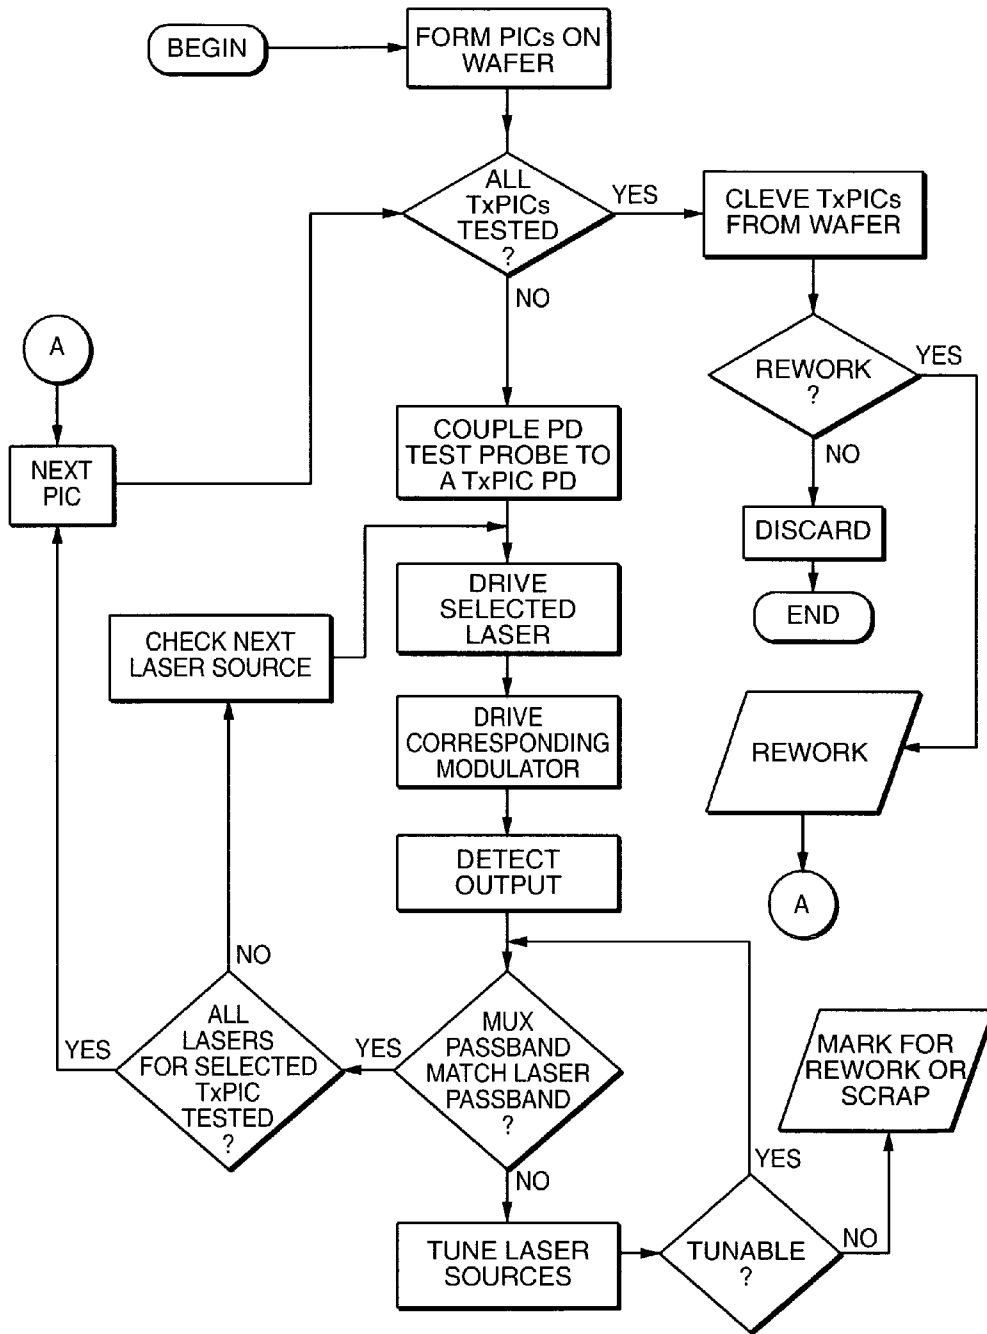 BEGIN
FORM PICs ON
WAFER
ALL
TxPICs
TESTED
?
YES
NO
CLEVE TxPICs
FROM WAFER
REWORK
?
YES
NO
DISCARD
END
REWORK
A
A
NEXT
PIC
COUPLE PD
TEST PROBE TO
A TxPIC PD
DRIVE
SELECTED
LASER
CHECK NEXT
LASER SOURCE
DRIVE
CORRESPONDING
MODULATOR
DETECT
OUTPUT
MUX
PASSBAND
MATCH LASER
PASSBAND
?
YES
NO
ALL
LASERS
FOR SELECTED
TxPIC
TESTED
?
NO
YES
TUNE LASER
SOURCES
TUNABLE
?
YES
NO
MARK FOR
REWORK OR
SCRAP